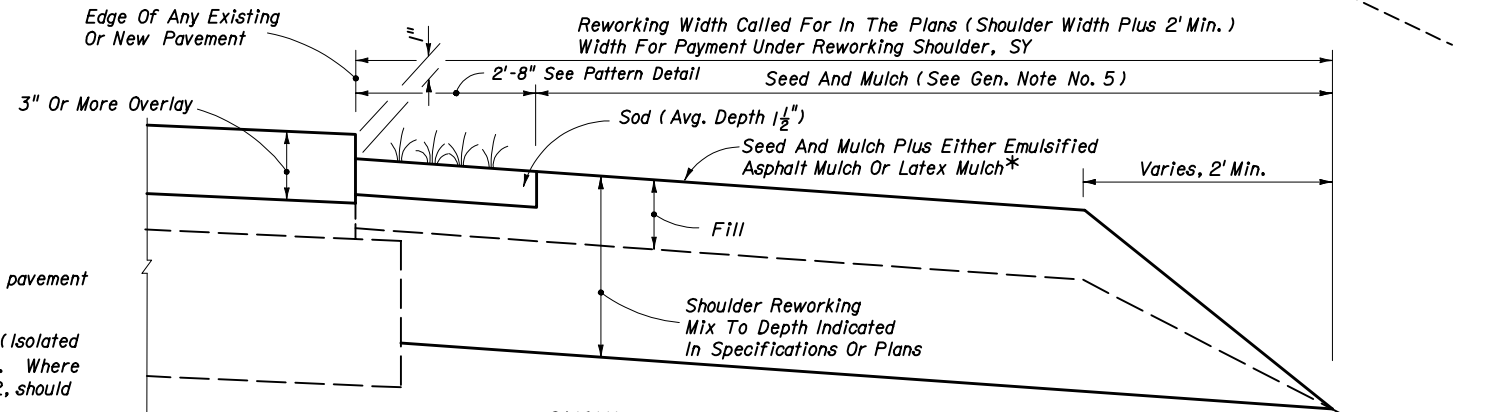 Edge Of Any Existing
Or New Pavement
1"
Reworking Width Called For In The Plans (Shoulder Width Plus 2' Min.)
Width For Payment Under Reworking Shoulder, SY
2'-8" See Pattern Detail
Seed And Mulch (See Gen. Note No. 5)
3" Or More Overlay
Sod (Avg. Depth 1½")
Seed And Mulch Plus Either Emulsified
Asphalt Mulch Or Latex Mulch*
Varies, 2' Min.
Fill
Shoulder Reworking
Mix To Depth Indicated
In Specifications Or Plans
pavement
(Isolated
. Where
2, should